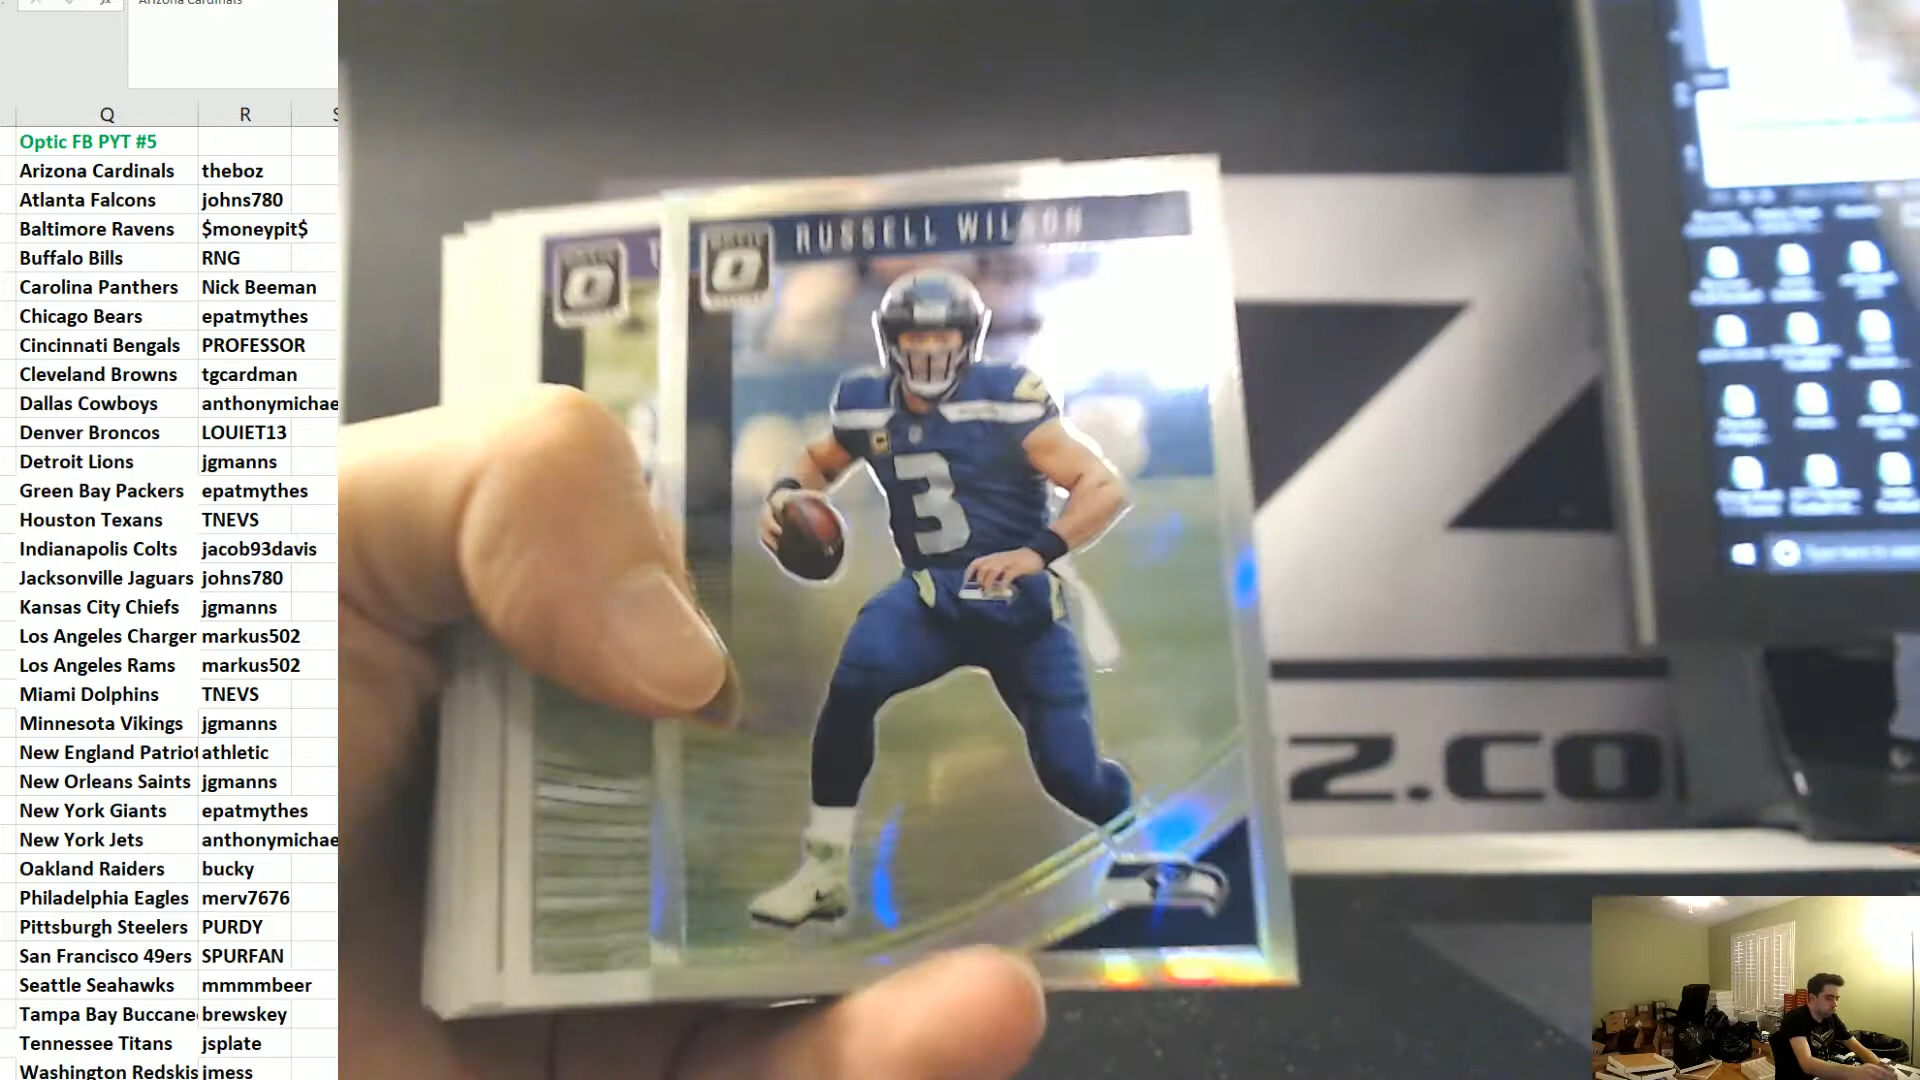 Arizona Cardinals
Q R
Optic FB PYT #5
Arizona Cardinals theboz
Atlanta Falcons johns780
Baltimore Ravens $moneypit$
Buffalo Bills RNG
Carolina Panthers Nick Beeman
Chicago Bears epatmythes
Cincinnati Bengals PROFESSOR
Cleveland Browns tgcardman
Dallas Cowboys anthonymichae
Denver Broncos LOUIET13
Detroit Lions jgmanns
Green Bay Packers epatmythes
Houston Texans TNEVS
Indianapolis Colts jacob93davis
Jacksonville Jaguars johns780
Kansas City Chiefs jgmanns
Los Angeles Charger markus502
Los Angeles Rams markus502
Miami Dolphins TNEVS
Minnesota Vikings jgmanns
New England Patriot athletic
New Orleans Saints jgmanns
New York Giants epatmythes
New York Jets anthonymichae
Oakland Raiders bucky
Philadelphia Eagles merv7676
Pittsburgh Steelers PURDY
San Francisco 49ers SPURFAN
Seattle Seahawks mmmmbeer
Tampa Bay Buccanee brewskey
Tennessee Titans jsplate
Washington Redskis jmess
RUSSELL WILSON
3
Z
Z.CO